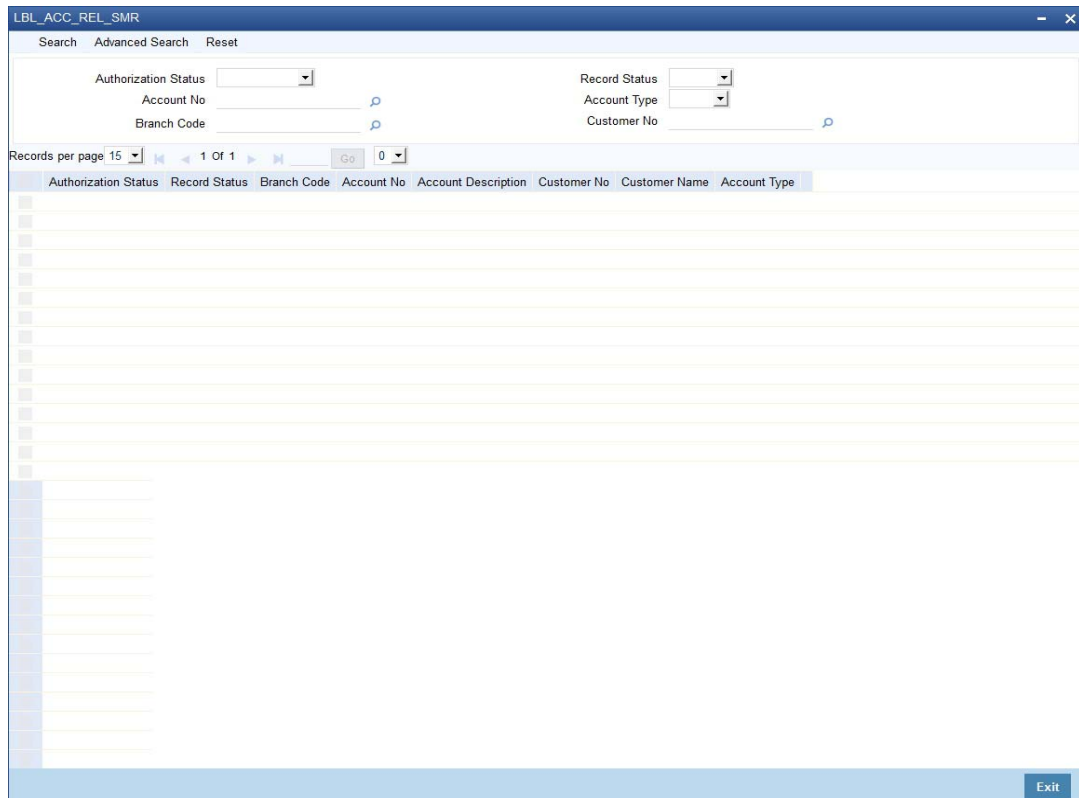 LBL_ACC_REL_SMR
Search Advanced Search Reset
Authorization Status Record Status
Account No Account Type
Branch Code Customer No
Records per page 15 1 Of 1 Go 0
Authorization Status Record Status Branch Code Account No Account Description Customer No Customer Name Account Type
Exit